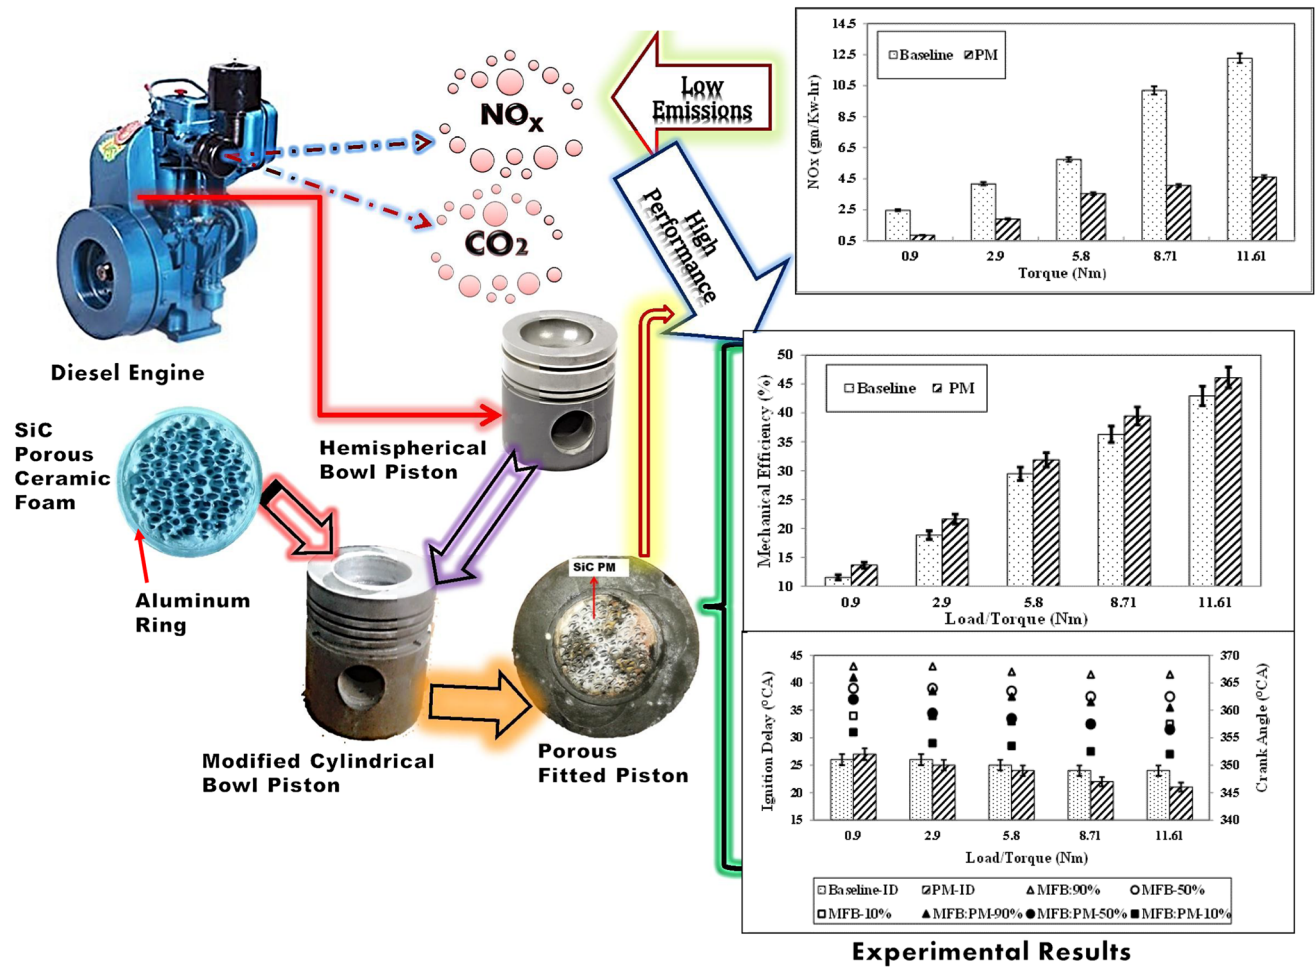 NOx
CO2
Low
Emissions
High
Performance
Diesel Engine
SiC
Porous
Ceramic
Foam
Aluminum
Ring
Hemispherical
Bowl Piston
Modified Cylindrical
Bowl Piston
SiC PM
Porous
Fitted Piston
14.5
12.5
10.5
8.5
6.5
4.5
2.5
0.5
NOx (gm/Kw-hr)
Baseline PM
0.9 2.9 5.8 8.71 11.61
Torque (Nm)
50
45
40
35
30
25
20
15
10
Mechanical Efficiency (%)
Baseline PM
0.9 2.9 5.8 8.71 11.61
Load/Torque (Nm)
45
40
35
30
25
20
15
Ignition Delay (⁰CA)
370
365
360
355
350
345
340
Crank Angle (⁰CA)
0.9 2.9 5.8 8.71 11.61
Load/Torque (Nm)
Baseline-ID PM-ID MFB:90% MFB-50%
MFB-10% MFB:PM-90% MFB:PM-50% MFB:PM-10%
Experimental Results